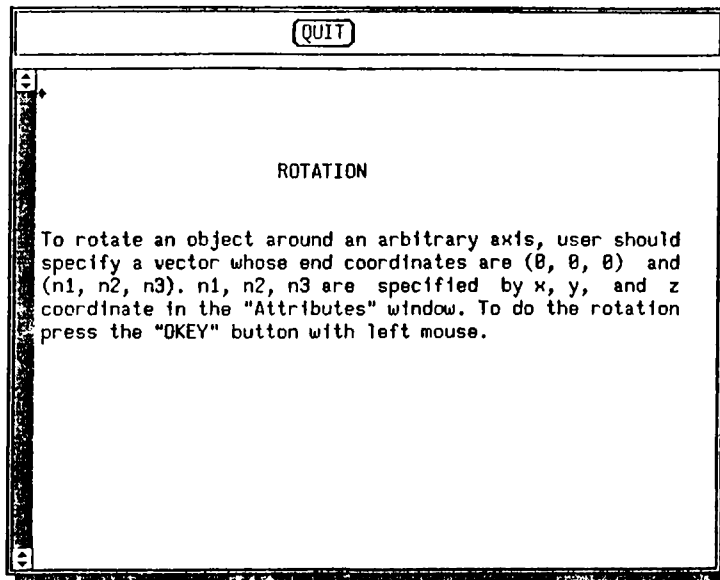 QUIT
ROTATION
To rotate an object around an arbitrary axis, user should
specify a vector whose end coordinates are (0, 0, 0) and
(n1, n2, n3). n1, n2, n3 are specified by x, y, and z
coordinate in the "Attributes" window. To do the rotation
press the "OKEY" button with left mouse.